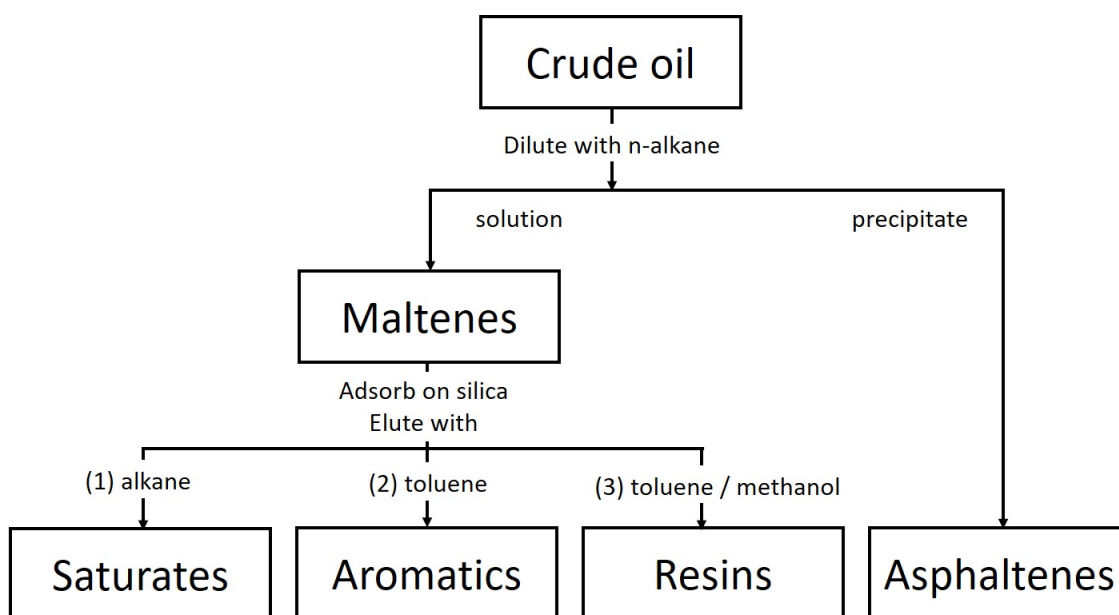 Crude oil
Dilute with n-alkane
solution
precipitate
Maltenes
Adsorb on silica
Elute with
(1) alkane
(2) toluene
(3) toluene / methanol
Saturates
Aromatics
Resins
Asphaltenes